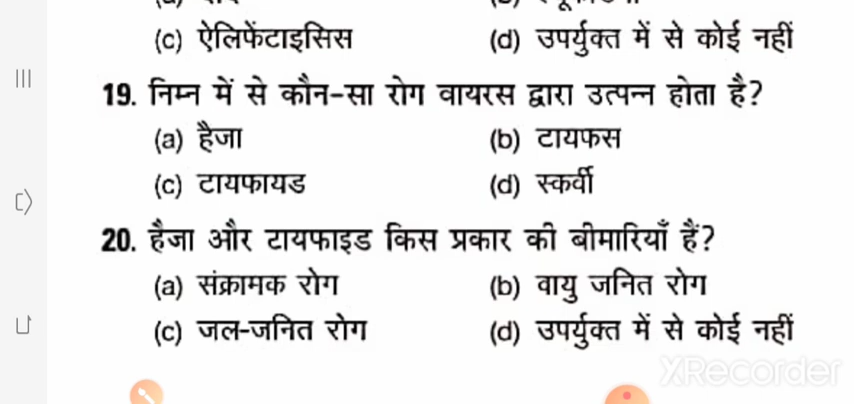 (c) ऐलिफेंटाइसिस (d) उपर्युक्त में से कोई नहीं
19. निम्न में से कौन-सा रोग वायरस द्वारा उत्पन्न होता है?
(a) हैजा (b) टायफस
(c) टायफायड (d) स्कर्वी
20. हैजा और टायफाइड किस प्रकार की बीमारियाँ हैं?
(a) संक्रामक रोग (b) वायु जनित रोग
(c) जल-जनित रोग (d) उपर्युक्त में से कोई नहीं
XRecorder